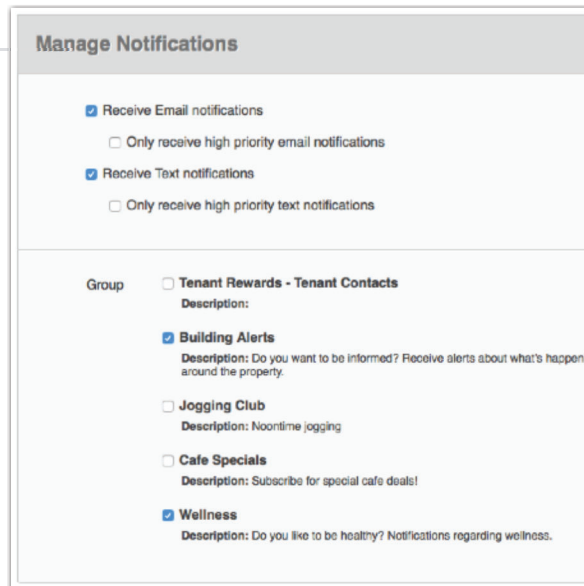 Manage Notifications
Receive Email notifications
Only receive high priority email notifications
Receive Text notifications
Only receive high priority text notifications
Group
Tenant Rewards - Tenant Contacts
Description:
Building Alerts
Description: Do you want to be informed? Receive alerts about what's happen
around the property.
Jogging Club
Description: Noontime jogging
Cafe Specials
Description: Subscribe for special cafe deals!
Wellness
Description: Do you like to be healthy? Notifications regarding wellness.